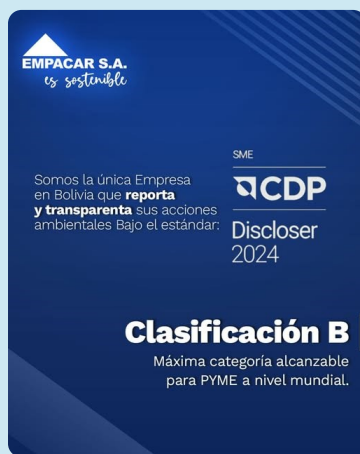 EMPACAR S.A.
es sostenible
Somos la única Empresa
en Bolivia que reporta
y transparenta sus acciones
ambientales Bajo el estándar:
SME
CDP
Discloser
2024
Clasificación B
Máxima categoría alcanzable
para PYME a nivel mundial.